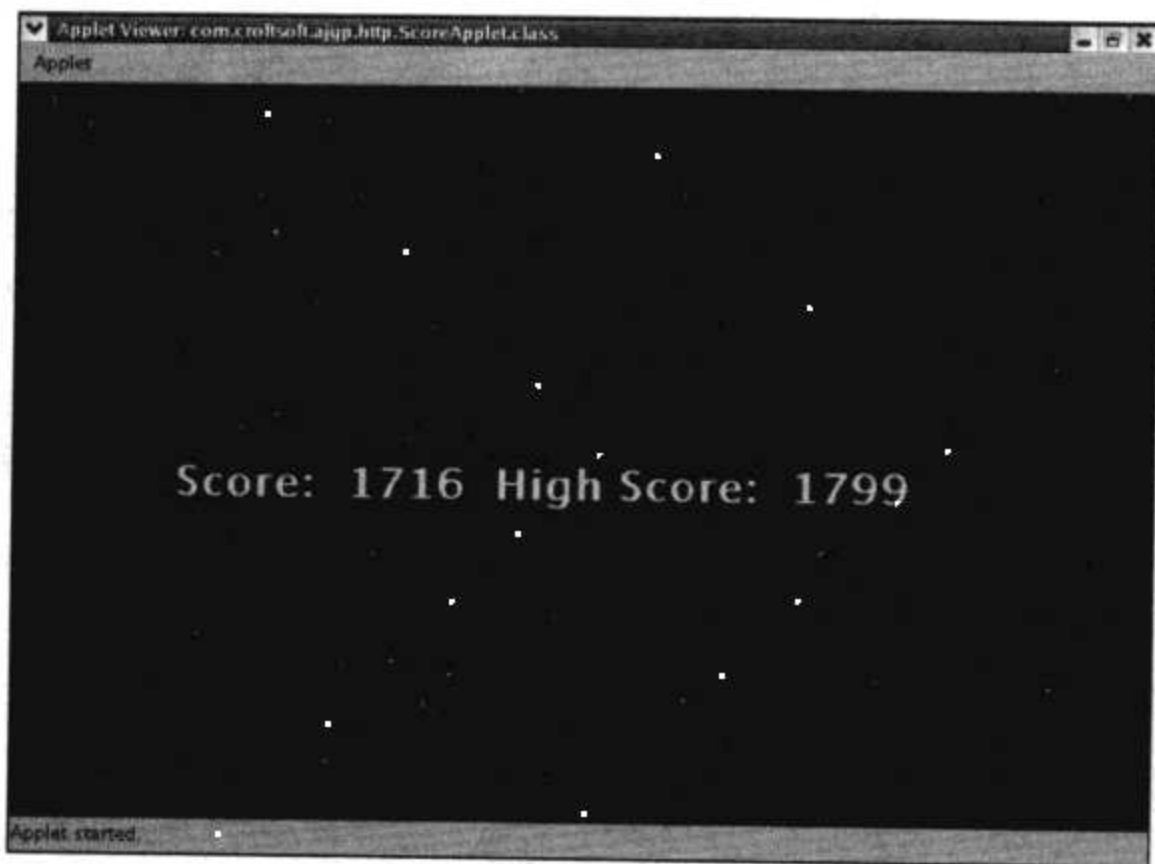 Applet Viewer: com.croftsoft.ajgp.http.ScoreApplet.class
Applet
Score: 1716 High Score: 1799
Applet started.